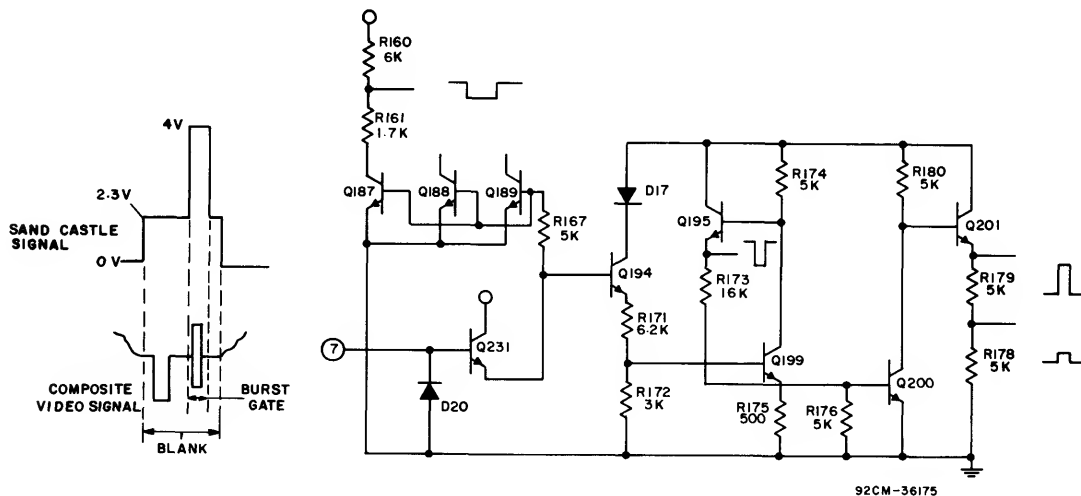 4V
2.3V
SAND CASTLE
SIGNAL
0V
COMPOSITE
VIDEO SIGNAL
BURST
GATE
BLANK
R160
6K
R161
1.7K
Q187
Q188
Q189
R167
5K
7
Q231
D20
D17
Q194
R171
6.2K
R172
3K
Q195
R173
16K
R174
5K
Q199
R175
500
R176
5K
R180
5K
Q200
Q201
R179
5K
R178
5K
92CM-36175